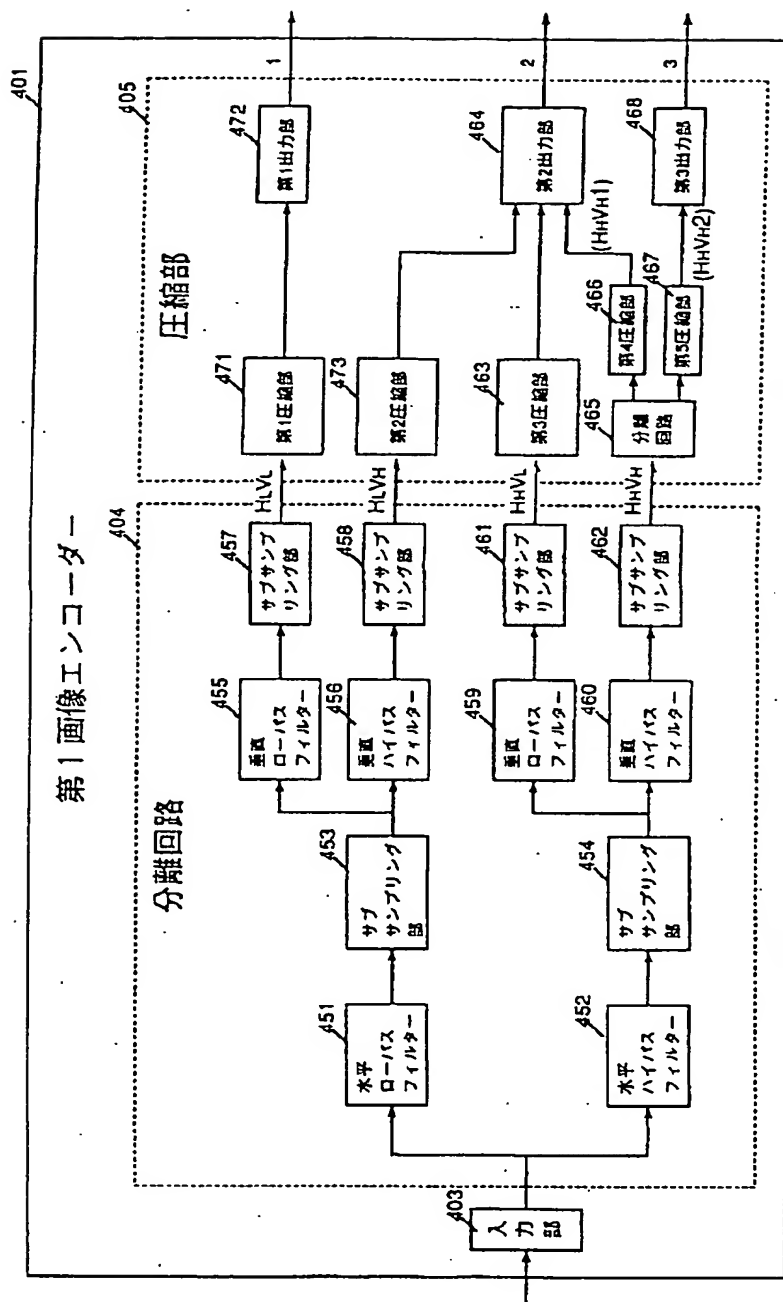 第1画像エンコーダー
401
403
入力部
404
分離回路
451
水平
ローパス
フィルター
452
水平
ハイパス
フィルター
453
サブ
サンプリング
部
454
サブ
サンプリング
部
455
垂直
ローパス
フィルター
456
垂直
ハイパス
フィルター
459
垂直
ローパス
フィルター
460
垂直
ハイパス
フィルター
457
サブサンプ
リング部
458
サブサンプ
リング部
461
サブサンプ
リング部
462
サブサンプ
リング部
HLVL
HLVH
HHVL
HHVH
405
圧縮部
471
第1圧縮部
473
第2圧縮部
463
第3圧縮部
465
分離
回路
466
第4圧縮部
467
第5圧縮部
(HHVH1)
(HHVH2)
472
第1出力部
464
第2出力部
468
第3出力部
1
2
3